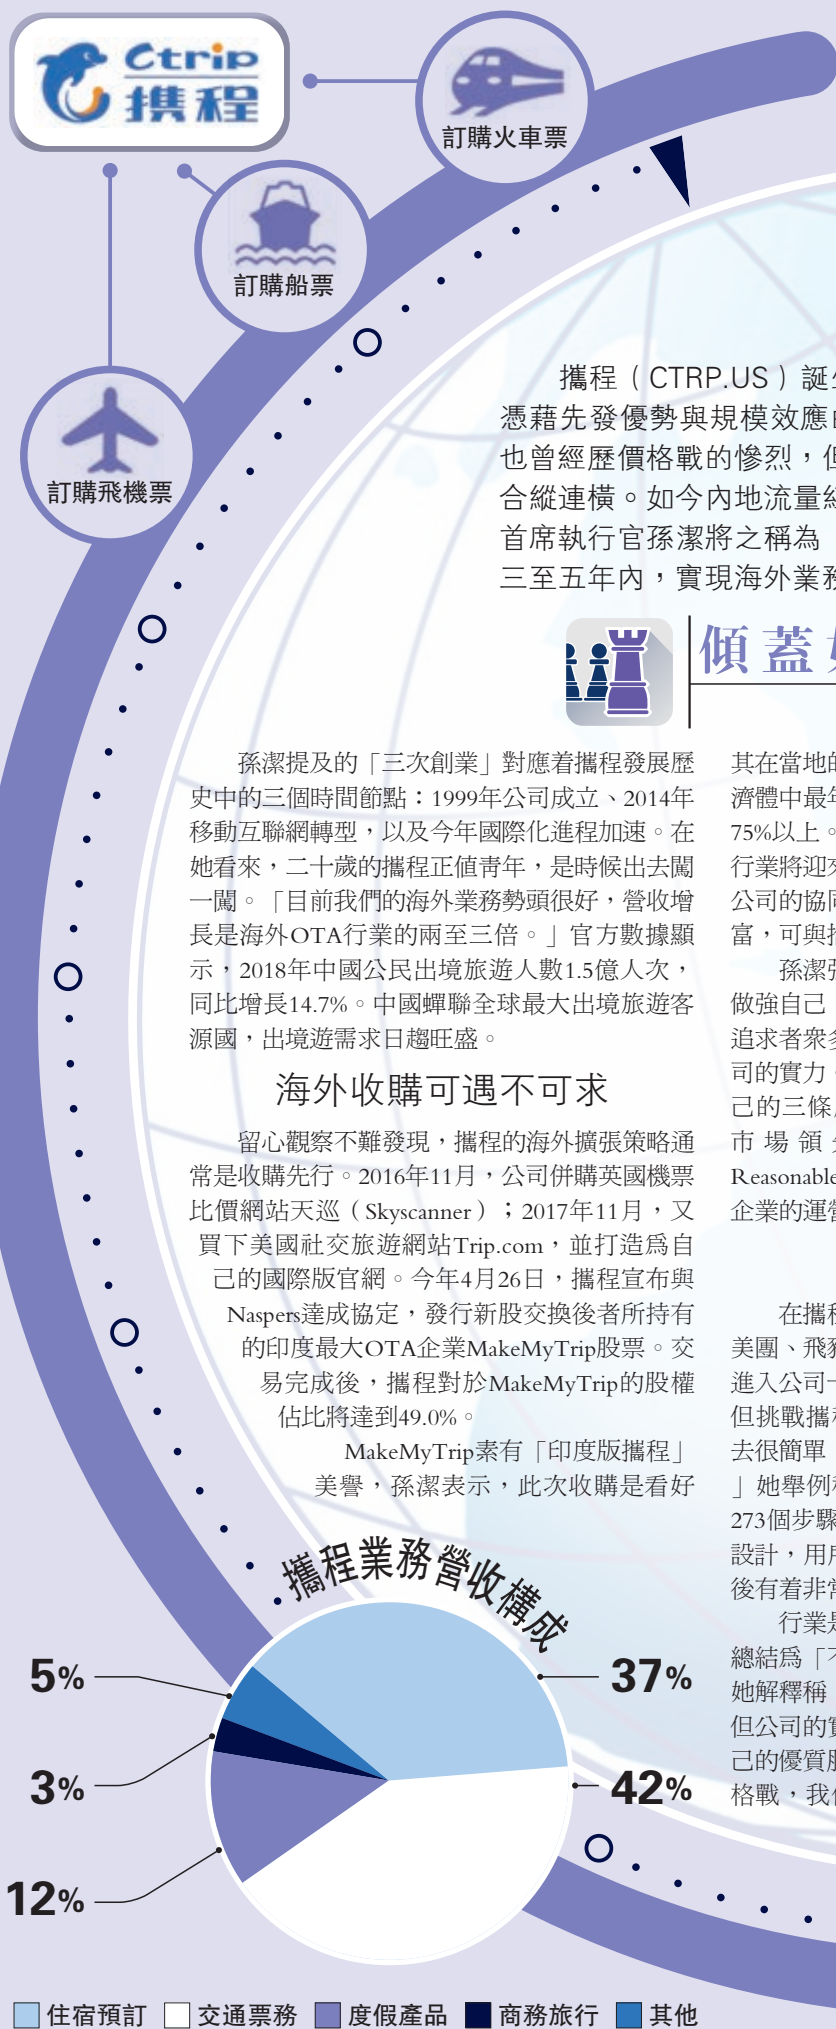 Ctrip
携程
訂購火車票
訂購船票
訂購飛機票
攜程（CTRP.US）誕
憑藉先發優勢與規模效應
也曾經歷價格戰的慘烈，但
合縱連橫。如今內地流量
首席執行官孫潔將之稱為
三至五年內，實現海外業務
傾蓋
孫潔提及的「三次創業」對應着攜程發展歷
史中的三個時間節點：1999年公司成立、2014年
移動互聯網轉型，以及今年國際化進程加速。在
她看來，二十歲的攜程正值青年，是時候出去闖
一闖。「目前我們的海外業務勢頭很好，營收增
長是海外OTA行業的兩至三倍。」官方數據顯
示，2018年中國公民出境旅遊人數1.5億人次，
同比增長14.7%。中國蟬聯全球最大出境旅遊客
源國，出境遊需求日趨旺盛。
海外收購可遇不可求
留心觀察不難發現，攜程的海外擴張策略通
常是收購先行。2016年11月，公司併購英國機票
比價網站天巡（Skyscanner）；2017年11月，又
買下美國社交旅遊網站Trip.com，並打造爲自
己的國際版官網。今年4月26日，攜程宣布與
Naspers達成協定，發行新股交換後者所持有
的印度最大OTA企業MakeMyTrip股票。交
易完成後，攜程對於MakeMyTrip的股權
佔比將達到49.0%。
MakeMyTrip素有「印度版攜程」
美譽，孫潔表示，此次收購是看好
其在當地的
濟體中最年
75%以上。
行業將迎來
公司的協同
富，可與攜
孫潔強
做強自己，
追求者衆多
司的實力。
己的三條
市場領先
Reasonable
企業的運營
在攜程
美團、飛豬
進入公司十
但挑戰攜程
去很簡單，
」她舉例稱
273個步驟
設計，用戶
後有着非常
行業是
總結爲「不
她解釋稱，
但公司的實
己的優質服
格戰，我們
攜程業務營收構成
5%
37%
3%
42%
12%
住宿預訂 交通票務 度假產品 商務旅行 其他